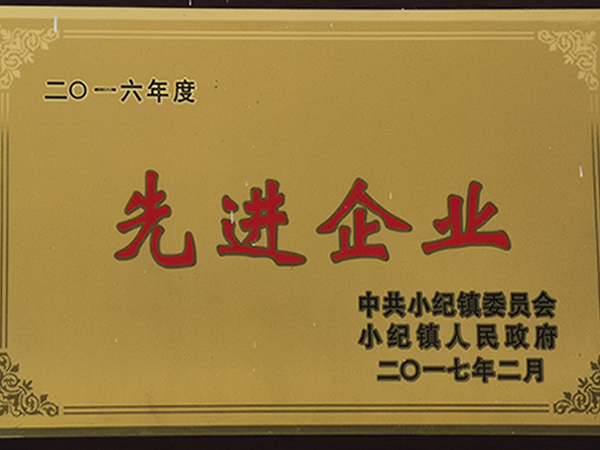 二〇一六年度
先进企业
中共小纪镇委员会
小纪镇人民政府
二〇一七年二月